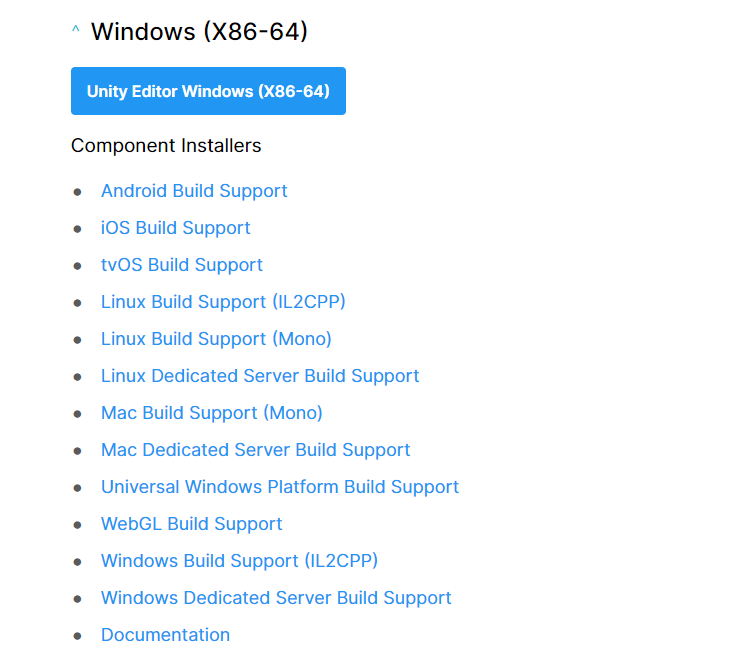 ^ Windows (X86-64)
Unity Editor Windows (X86-64)
Component Installers
● Android Build Support
● iOS Build Support
● tvOS Build Support
● Linux Build Support (IL2CPP)
● Linux Build Support (Mono)
● Linux Dedicated Server Build Support
● Mac Build Support (Mono)
● Mac Dedicated Server Build Support
● Universal Windows Platform Build Support
● WebGL Build Support
● Windows Build Support (IL2CPP)
● Windows Dedicated Server Build Support
● Documentation